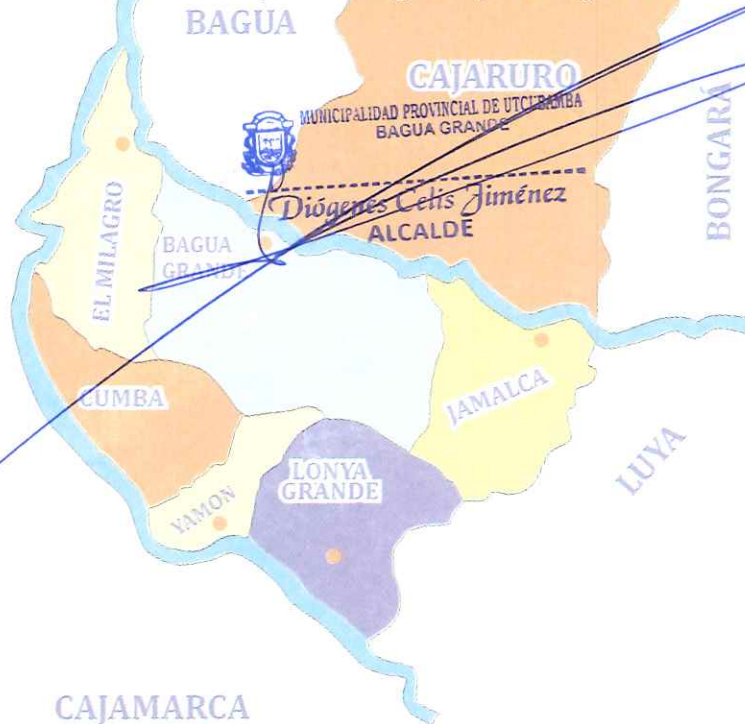 BAGUA
CAJARURO
MUNICIPALIDAD PROVINCIAL DE UTCUBAMBA
BAGUA GRANDE
Diógenes Celis Jiménez
ALCALDE
BONGARÁ
EL MILAGRO
BAGUA
GRANDE
CUMBA
JAMALCA
LONYA
GRANDE
YAMON
LUYA
CAJAMARCA